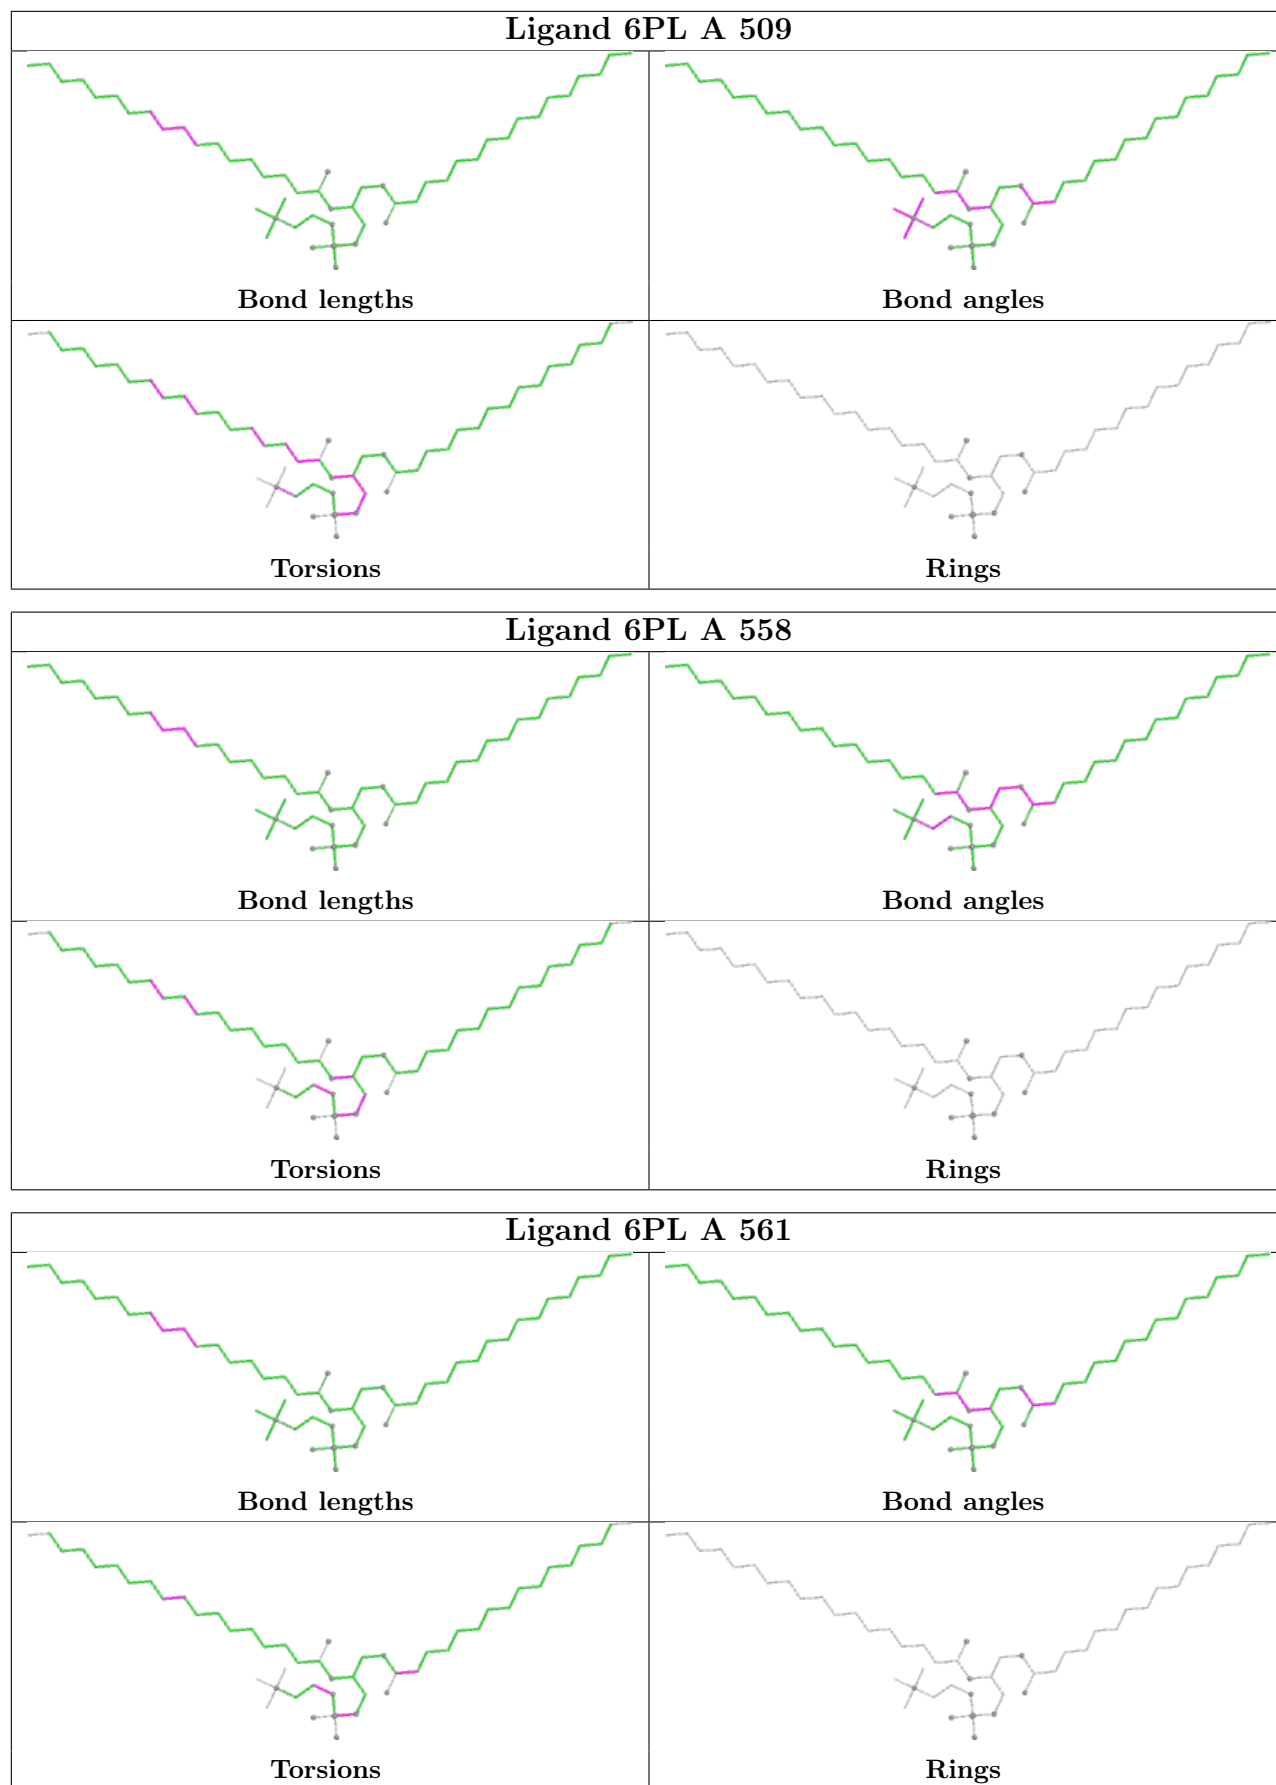 Ligand 6PL A 509
Bond lengths
Bond angles
Torsions
Rings
Ligand 6PL A 558
Bond lengths
Bond angles
Torsions
Rings
Ligand 6PL A 561
Bond lengths
Bond angles
Torsions
Rings